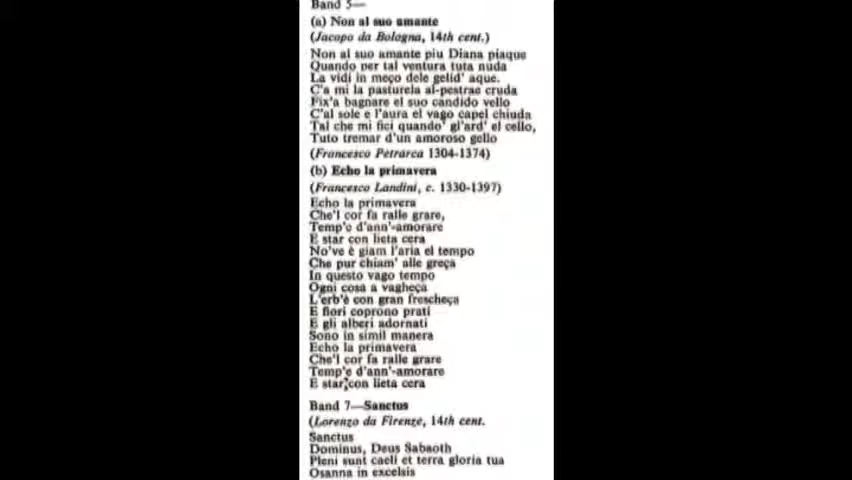 Band 5—
(a) Non al suo amante
(Jacopo da Bologna, 14th cent.)
Non al suo amante piu Diana piaque
Quando per tal ventura tuta nuda
La vidi in meço dele gelid' aque.
C'a mi la pasturela al-pestrae cruda
Fix'a bagnare el suo candido vello
C'al sole e l'aura el vago capel chiuda
Tal che mi fici quando' gl'ard' el cello,
Tuto tremar d'un amoroso gello
(Francesco Petrarca 1304-1374)
(b) Echo la primavera
(Francesco Landini, c. 1330-1397)
Echo la primavera
Che'l cor fa ralle grare,
Temp'e d'ann'-amorare
E star con lieta cera
No've è giam l'aria el tempo
Che pur chiam' alle greça
In questo vago tempo
Ogni cosa a vagheça
L'erb'è con gran frescheça
E fiori coprono prati
E gli alberi adornati
Sono in simil manera
Echo la primavera
Che'l cor fa ralle grare
Temp'e d'ann'-amorare
E star con lieta cera
Band 7—Sanctus
(Lorenzo da Firenze, 14th cent.
Sanctus
Dominus, Deus Sabaoth
Pleni sunt caeli et terra gloria tua
Osanna in excelsis